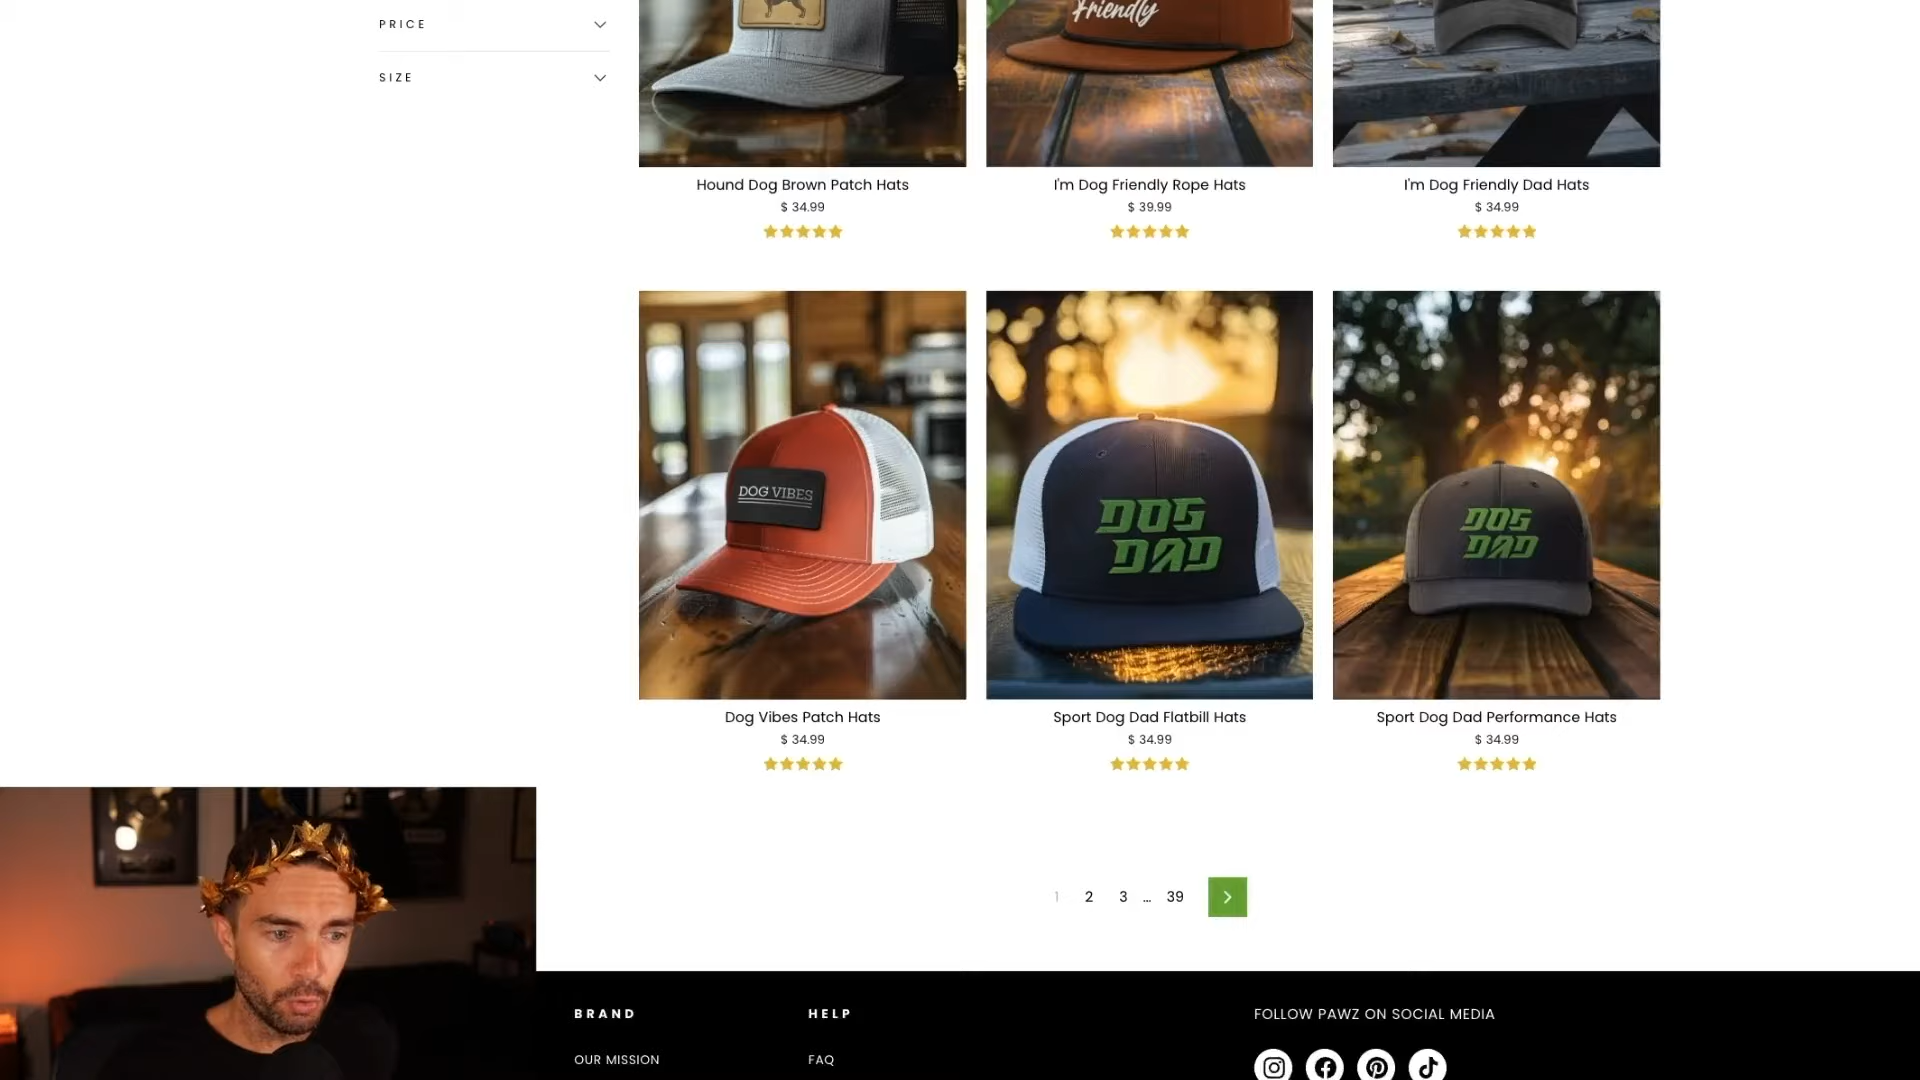 PRICE
SIZE
Friendly
Hound Dog Brown Patch Hats
$ 34.99
I'm Dog Friendly Rope Hats
$ 39.99
I'm Dog Friendly Dad Hats
$ 34.99
DOG VIBES
DOG
DAD
DOG
DAD
Dog Vibes Patch Hats
$ 34.99
Sport Dog Dad Flatbill Hats
$ 34.99
Sport Dog Dad Performance Hats
$ 34.99
1 2 3 ... 39
BRAND
HELP
FOLLOW PAWZ ON SOCIAL MEDIA
OUR MISSION
FAQ